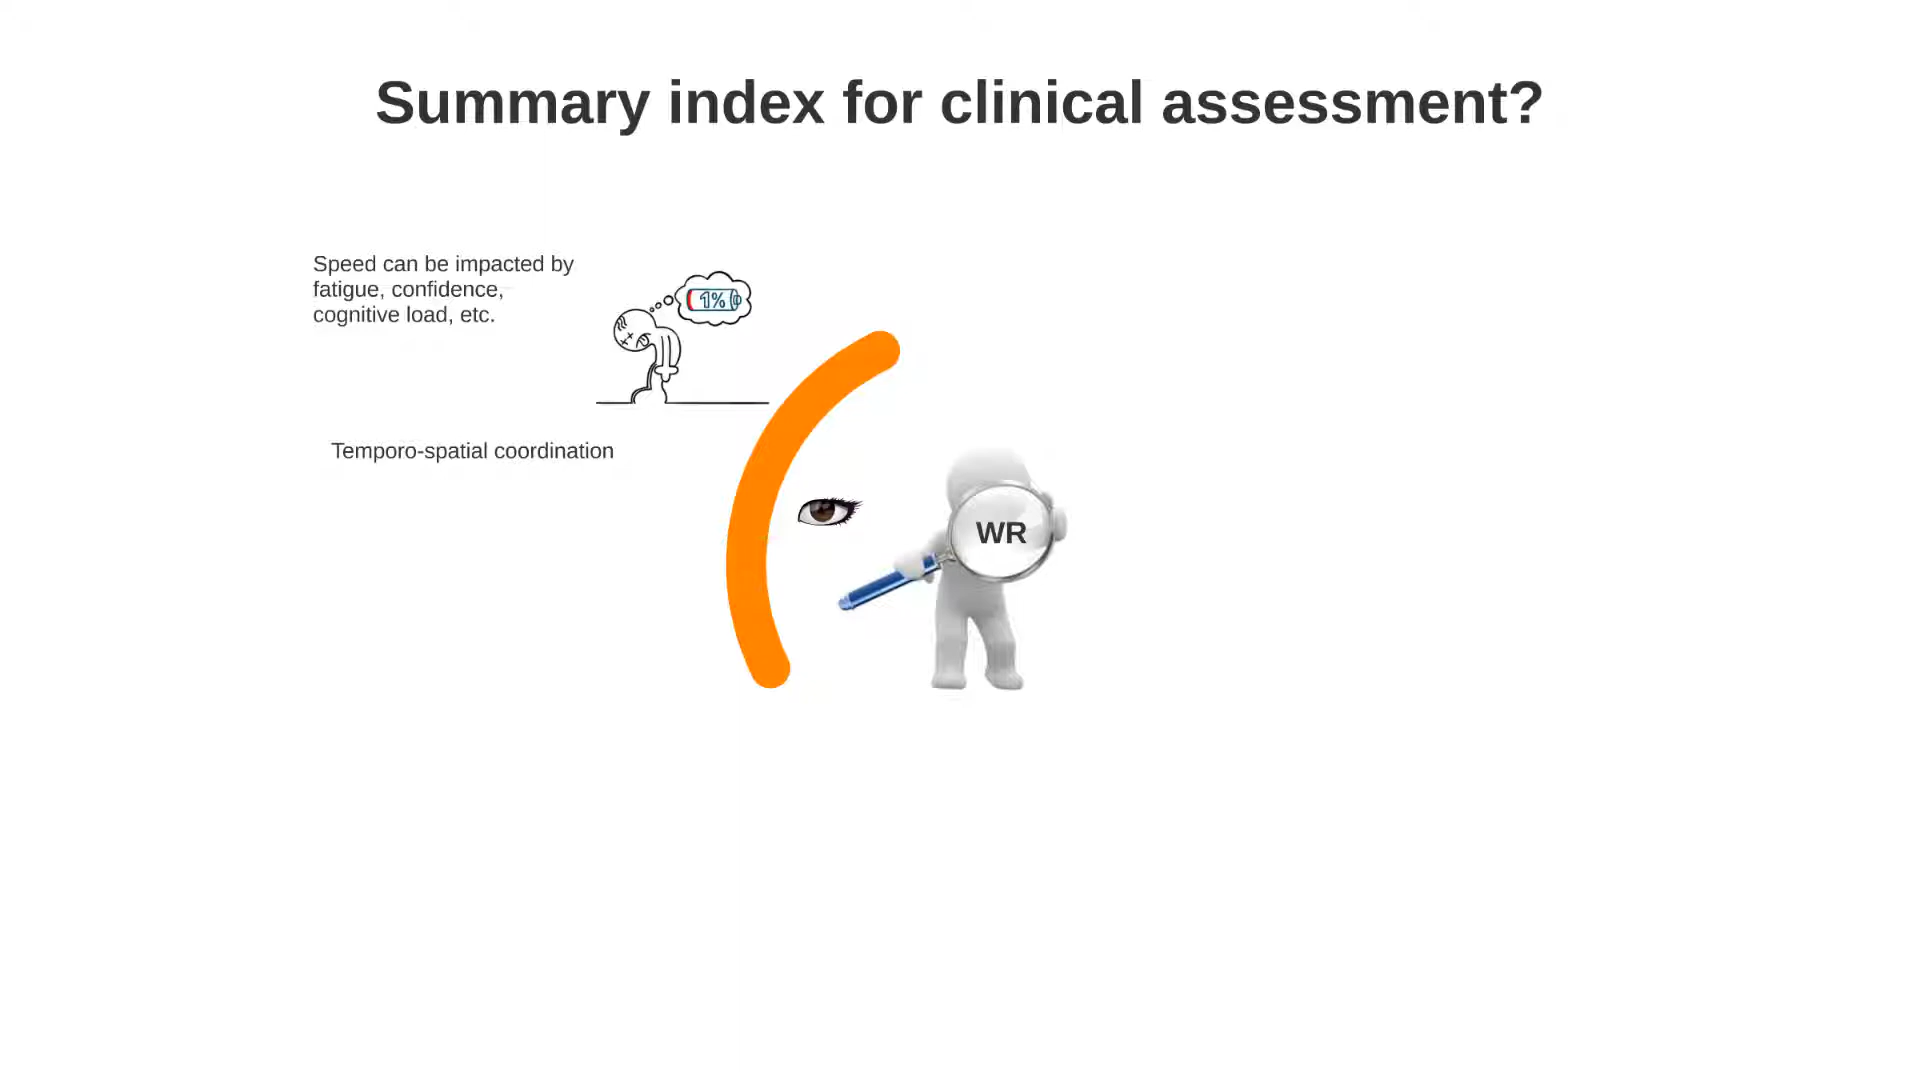 Summary index for clinical assessment?
Speed can be impacted by
fatigue, confidence,
cognitive load, etc.
1%
Temporo-spatial coordination
WR